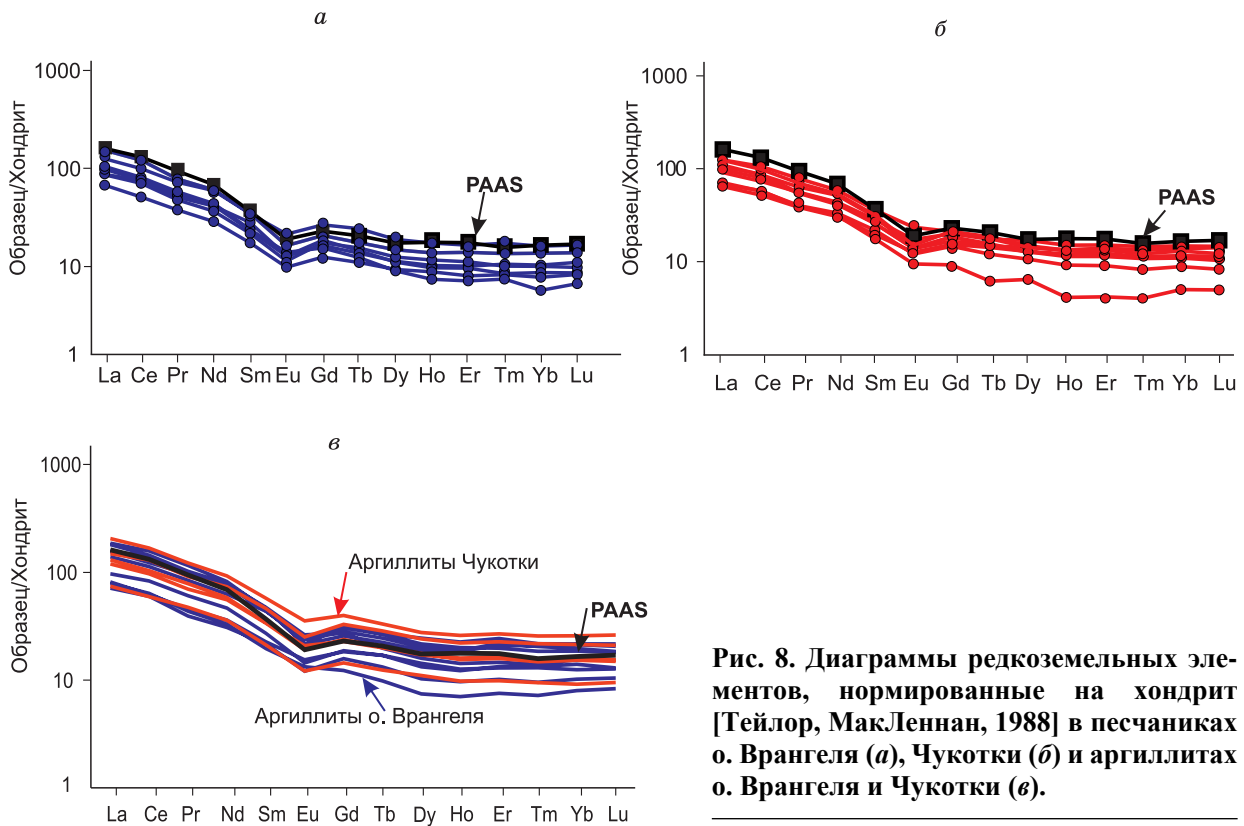 а
1000
100
10
1
Образец/Хондрит
PAAS
La Ce Pr Nd Sm Eu Gd Tb Dy Ho Er Tm Yb Lu
б
1000
100
10
1
Образец/Хондрит
PAAS
La Ce Pr Nd Sm Eu Gd Tb Dy Ho Er Tm Yb Lu
в
1000
100
10
1
Образец/Хондрит
Аргиллиты Чукотки
PAAS
Аргиллиты о. Врангеля
La Ce Pr Nd Sm Eu Gd Tb Dy Ho Er Tm Yb Lu
Рис. 8. Диаграммы редкоземельных эле-
ментов, нормированные на хондрит
[Тейлор, МакЛеннан, 1988] в песчаниках
о. Врангеля (а), Чукотки (б) и аргиллитах
о. Врангеля и Чукотки (в).